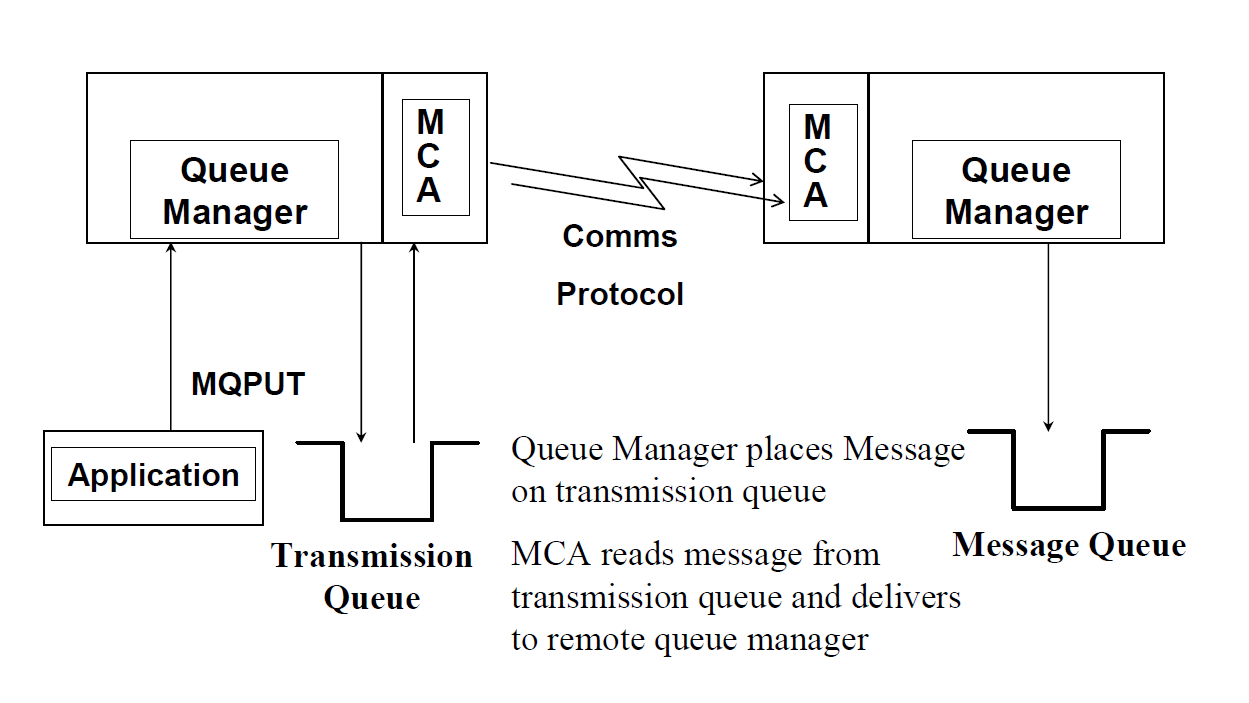 Queue
Manager
M
C
A
M
C
A
Queue
Manager
Comms
Protocol
MQPUT
Application
Transmission
Queue
Queue Manager places Message
on transmission queue
MCA reads message from
transmission queue and delivers
to remote queue manager
Message Queue